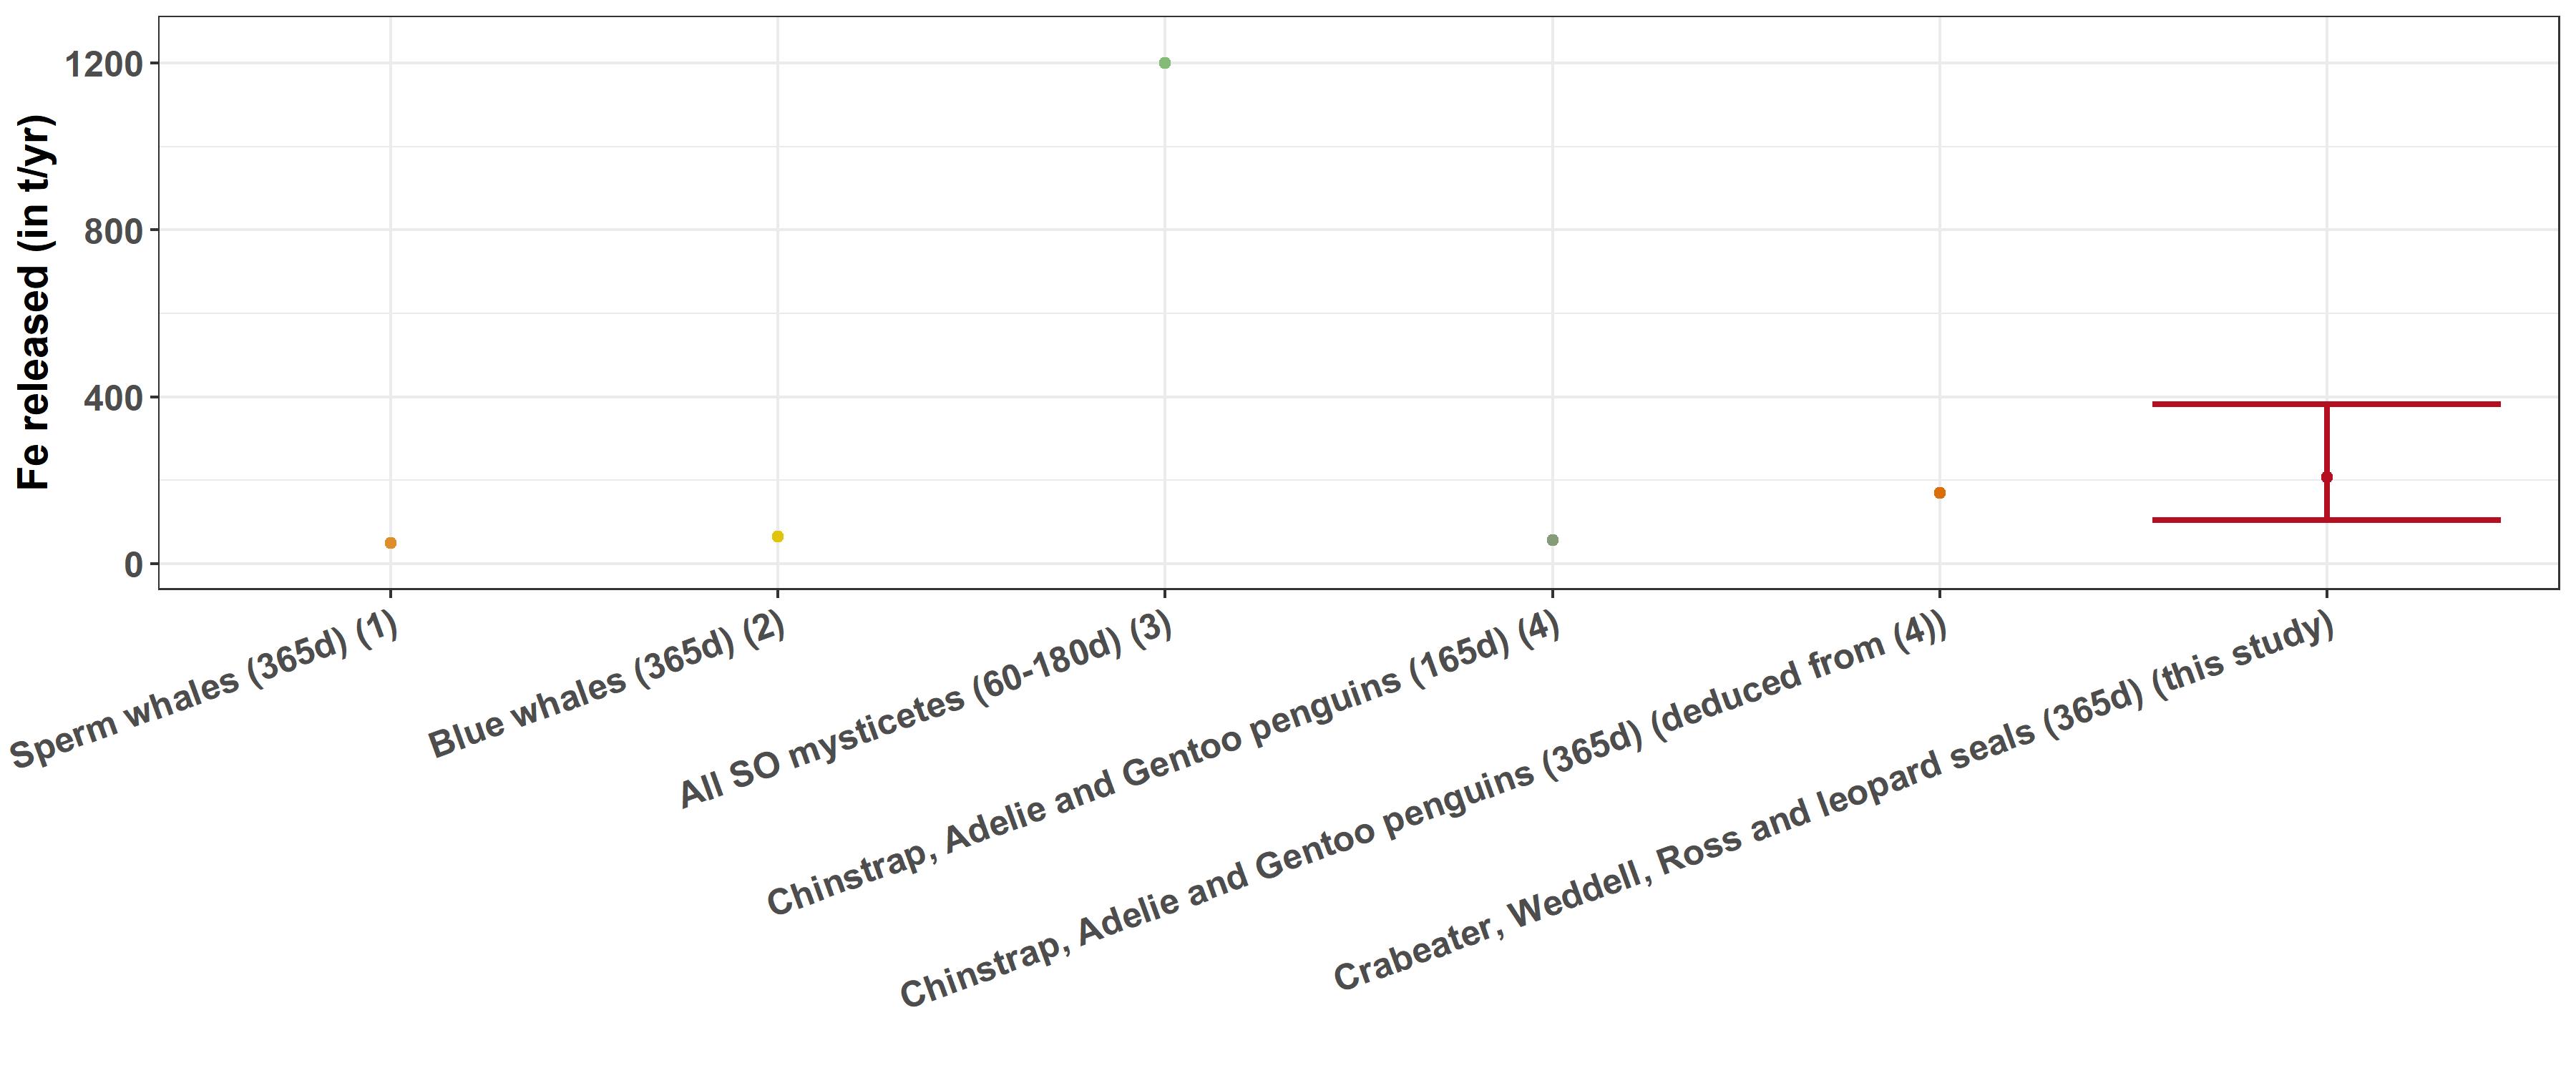 Fe released (in t/yr)
1200
800
400
0
Sperm whales (365d) (1)
Blue whales (365d) (2)
All SO mysticetes (60-180d) (3)
Chinstrap, Adelie and Gentoo penguins (165d) (4)
Chinstrap, Adelie and Gentoo penguins (365d) (deduced from (4))
Crabeater, Weddell, Ross and leopard seals (365d) (this study)